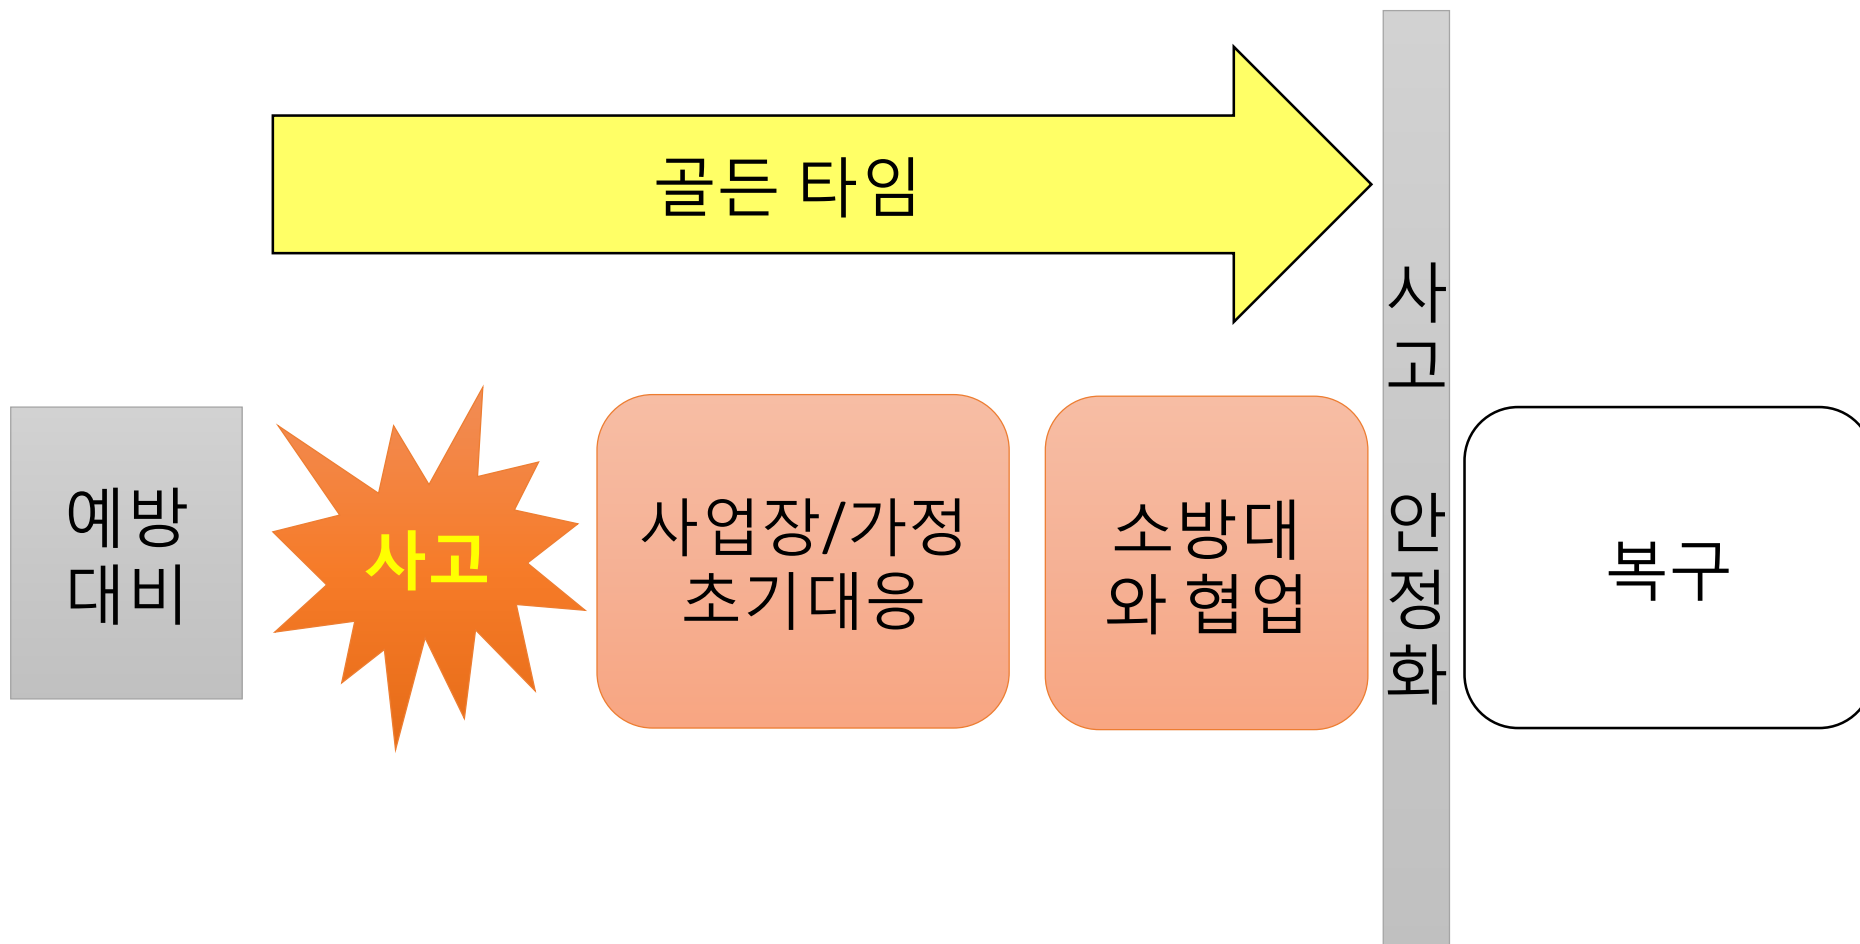 골든 타임
예방
대비
사고
사업장/가정
초기대응
소방대
와 협업
사고 안정화
복구